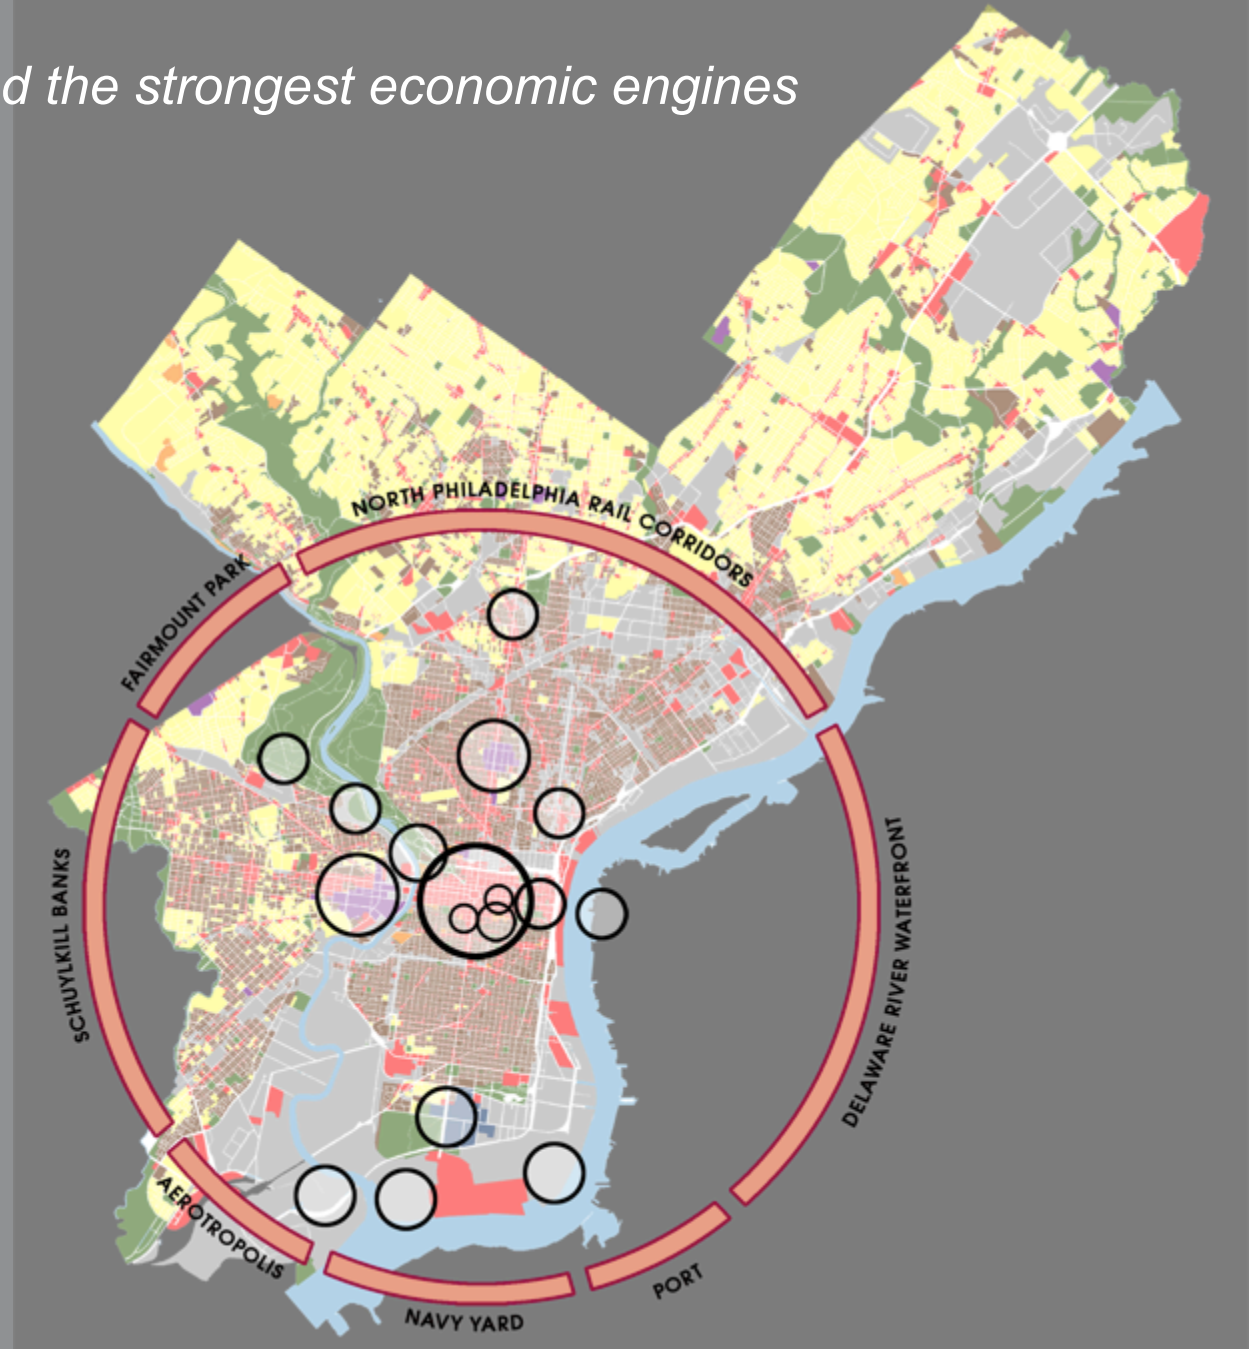 d the strongest economic engines
NORTH PHILADELPHIA RAIL CORRIDORS
FAIRMOUNT PARK
SCHUYLKILL BANKS
DELAWARE RIVER WATERFRONT
AEROTROPOLIS
PORT
NAVY YARD